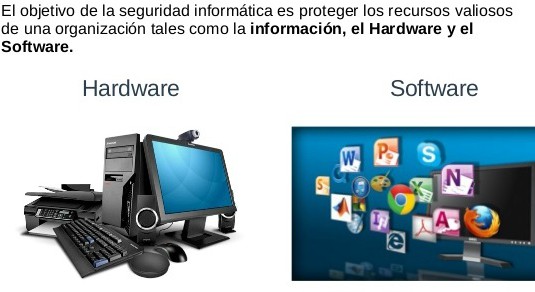 El objetivo de la seguridad informática es proteger los recursos valiosos
de una organización tales como la información, el Hardware y el
Software.
Hardware
Software
W
P
S
S
X
N
A
e